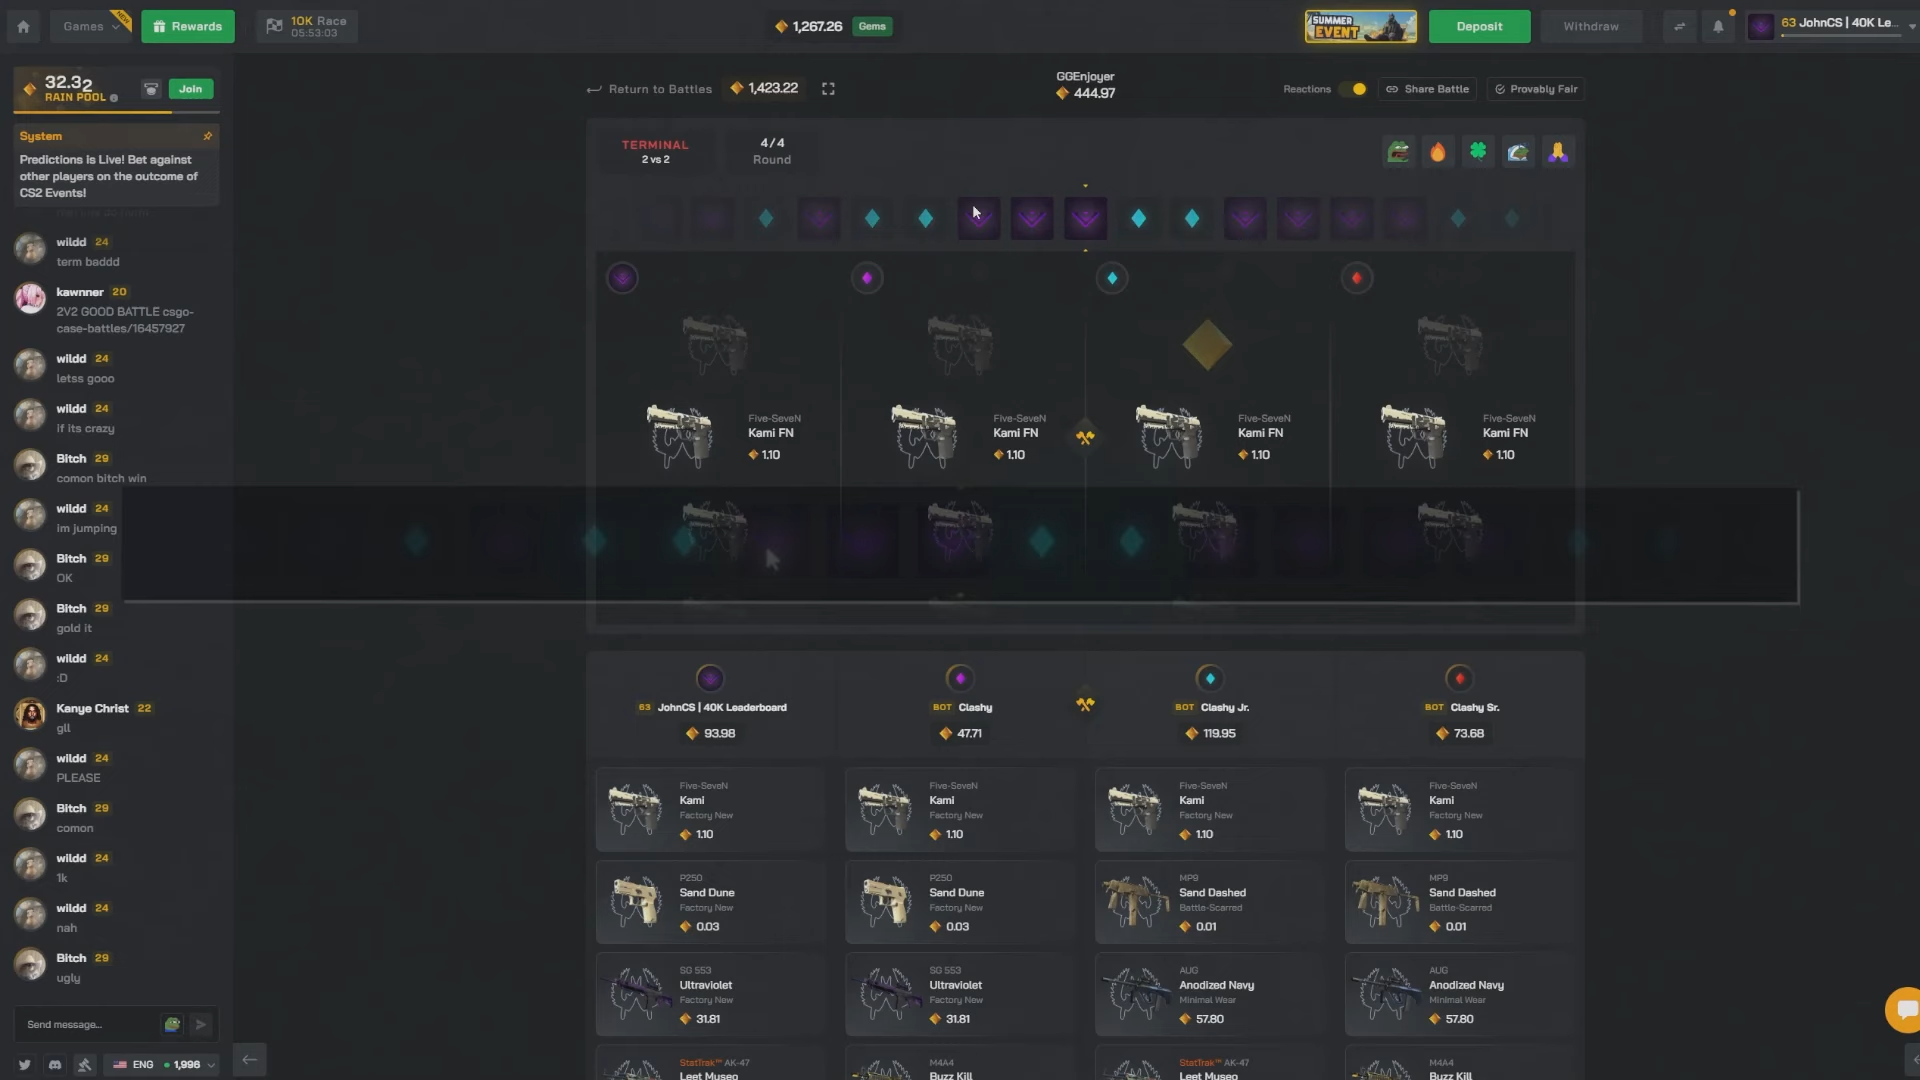 Games
NEW
Rewards
10K Race
05:53:03
1,267.26 Gems
SUMMER
EVENT
Deposit
Withdraw
63 JohnCS | 40K Le...
32.32
RAIN POOL
Join
System
Predictions is Live! Bet against
other players on the outcome of
CS2 Events!
wildd 24
term baddd
kawnner 20
2V2 GOOD BATTLE csgo-
case-battles/16457927
wildd 24
letss gooo
wildd 24
if its crazy
Bitch 29
comon bitch win
wildd 24
im jumping
Bitch 29
OK
Bitch 29
gold it
wildd 24
:D
Kanye Christ 22
gll
wildd 24
PLEASE
Bitch 29
comon
wildd 24
1k
wildd 24
nah
Bitch 29
ugly
Send message...
ENG 1,996
Return to Battles 1,423.22
GGEnjoyer
444.97
Reactions
Share Battle
Provably Fair
TERMINAL
2 vs 2
4/4
Round
Five-SeveN
Kami FN
1.10
Five-SeveN
Kami FN
1.10
Five-SeveN
Kami FN
1.10
Five-SeveN
Kami FN
1.10
63 JohnCS | 40K Leaderboard
93.98
BOT Clashy
47.71
BOT Clashy Jr.
119.95
BOT Clashy Sr.
73.68
Five-SeveN
Kami
Factory New
1.10
Five-SeveN
Kami
Factory New
1.10
Five-SeveN
Kami
Factory New
1.10
Five-SeveN
Kami
Factory New
1.10
P250
Sand Dune
Factory New
0.03
P250
Sand Dune
Factory New
0.03
MP9
Sand Dashed
Battle-Scarred
0.01
MP9
Sand Dashed
Battle-Scarred
0.01
SG 553
Ultraviolet
Factory New
31.81
SG 553
Ultraviolet
Factory New
31.81
AUG
Anodized Navy
Minimal Wear
57.80
AUG
Anodized Navy
Minimal Wear
57.80
StatTrak™ AK-47
Leet Museo
M4A4
Buzz Kill
StatTrak™ AK-47
Leet Museo
M4A4
Buzz Kill